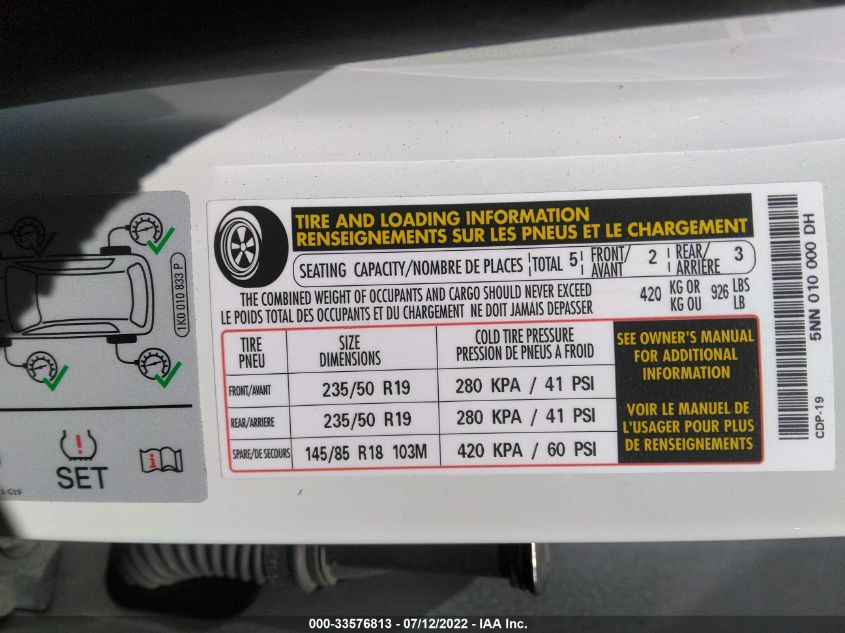 TIRE AND LOADING INFORMATION
RENSEIGNEMENTS SUR LES PNEUS ET LE CHARGEMENT
SEATING CAPACITY/NOMBRE DE PLACES TOTAL 5 FRONT/AVANT 2 REAR/ARRIÈRE 3
THE COMBINED WEIGHT OF OCCUPANTS AND CARGO SHOULD NEVER EXCEED 420 KG OR 926 LBS
LE POIDS TOTAL DES OCCUPANTS ET DU CHARGEMENT NE DOIT JAMAIS DEPASSER KG OU LB
TIRE SIZE COLD TIRE PRESSURE
PNEU DIMENSIONS PRESSION DE PNEUS A FROID
FRONT/AVANT 235/50 R19 280 KPA / 41 PSI
REAR/ARRIERE 235/50 R19 280 KPA / 41 PSI
SPARE/DE SECOURS 145/85 R18 103M 420 KPA / 60 PSI
SEE OWNER'S MANUAL
FOR ADDITIONAL
INFORMATION
VOIR LE MANUEL DE
L'USAGER POUR PLUS
DE RENSEIGNEMENTS
5NN 010 000 DH
CDP-19
1K0 010 833 P
SET
i
1-G19
000-33576813 - 07/12/2022 - IAA Inc.